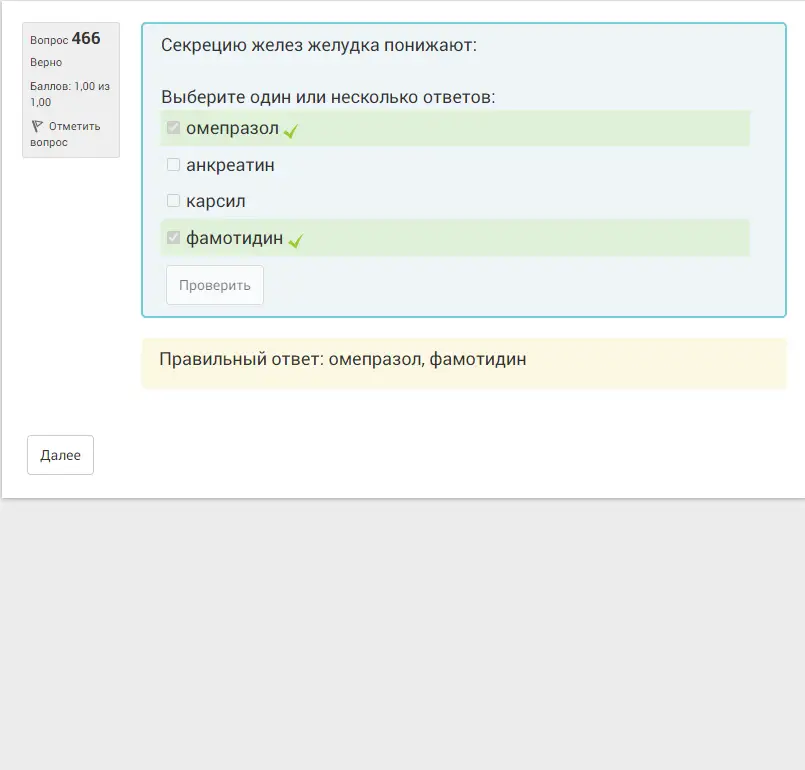 Вопрос 466
Верно
Баллов: 1,00 из
1,00
Отметить
вопрос
Секрецию желез желудка понижают:
Выберите один или несколько ответов:
омепразол
анкреатин
карсил
фамотидин
Проверить
Правильный ответ: омепразол, фамотидин
Далее